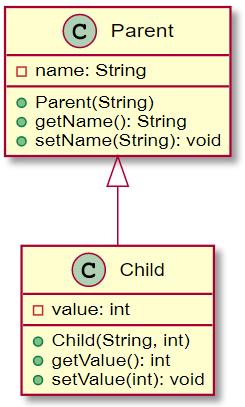 C Parent
name: String
Parent(String)
getName(): String
setName(String): void
C Child
value: int
Child(String, int)
getValue(): int
setValue(int): void